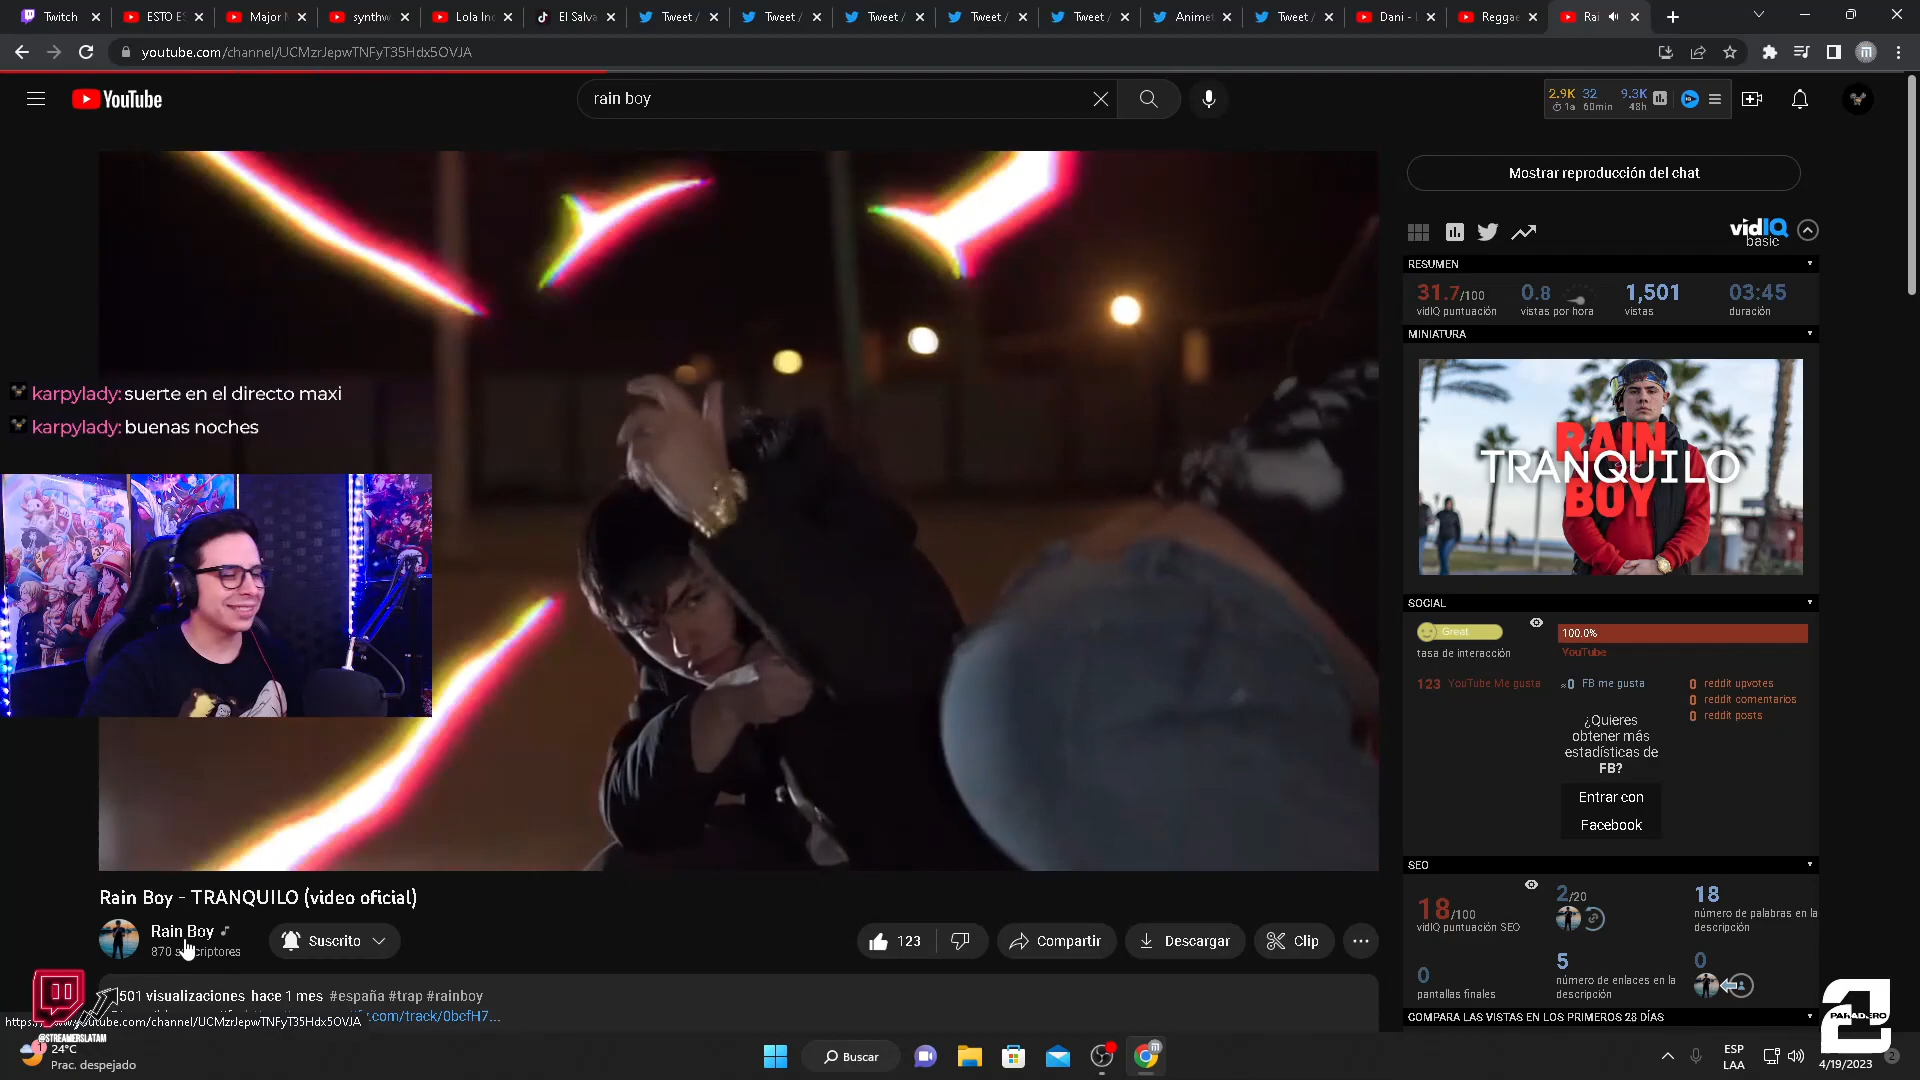 Twitch
ESTO E
Major
synthw
Lola In
El Salva
Tweet /
Tweet /
Tweet /
Tweet /
Tweet /
Animet
Tweet /
Dani -
Reggae
Rai
youtube.com/channel/UCMzrJepwTNFyT35Hdx5OVJA
YouTube
rain boy
2.9K 32 9.3K
1a 60min 48h
Mostrar reproducción del chat
vidIQ
basic
RESUMEN
31.7/100 0.8 1,501 03:45
vidIQ puntuación vistas por hora vistas duración
MINIATURA
RAIN
TRANQUILO
BOY
karpylady: suerte en el directo maxi
karpylady: buenas noches
SOCIAL
Great 100.0%
tasa de interacción YouTube
123 YouTube Me gusta ≈0 FB me gusta 0 reddit upvotes
0 reddit comentarios
0 reddit posts
¿Quieres
obtener más
estadísticas de
FB?
Entrar con
Facebook
SEO
18/100 2/20 18
vidIQ puntuación SEO número de palabras en la
descripción
0 5 0
pantallas finales número de enlaces en la
descripción
COMPARA LAS VISTAS EN LOS PRIMEROS 28 DÍAS
Rain Boy - TRANQUILO (video oficial)
Rain Boy
870 suscriptores
Suscrito
123
Compartir
Descargar
Clip
501 visualizaciones hace 1 mes #españa #trap #rainboy
.com/track/0bcfH7...
youtube.com/channel/UCMzrJepwTNFyT35Hdx5OVJA
@STREAMERSLATAM
PARADERO
24°C
Prac. despejado
Buscar
ESP
LAA
4/19/2023
2